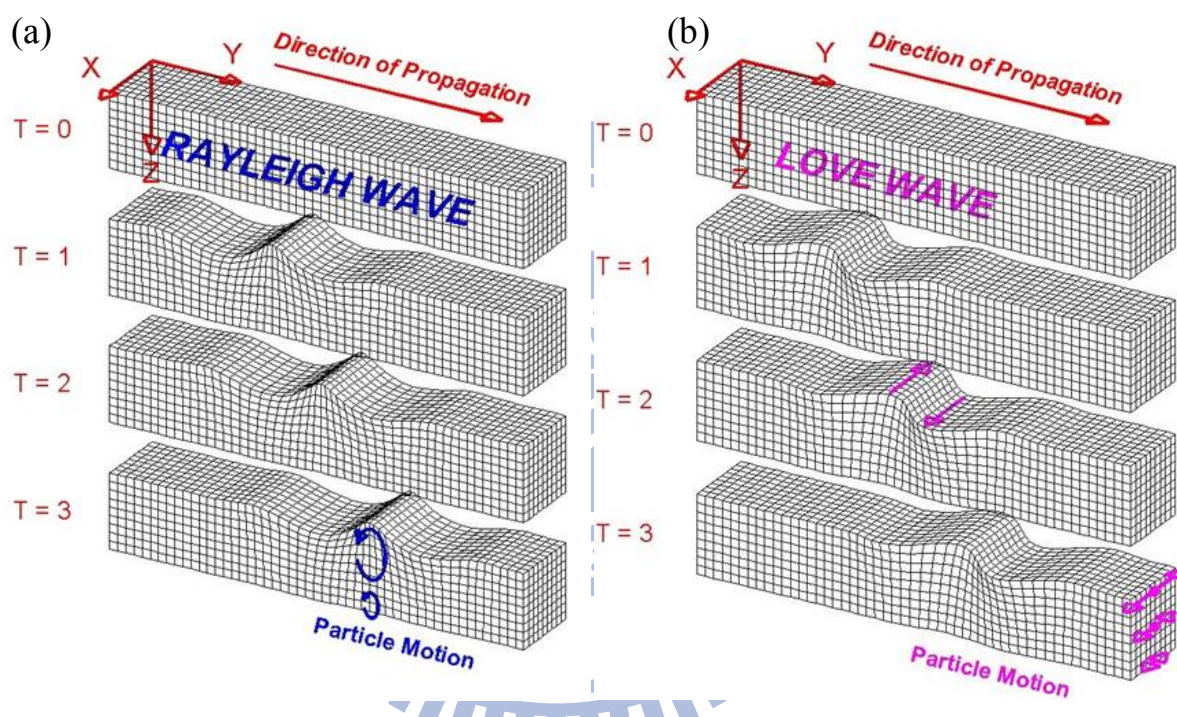 (a)
X
Y
Direction of Propagation
T = 0
Z
RAYLEIGH WAVE
T = 1
T = 2
T = 3
Particle Motion
(b)
X
Y
Direction of Propagation
T = 0
Z
LOVE WAVE
T = 1
T = 2
T = 3
Particle Motion